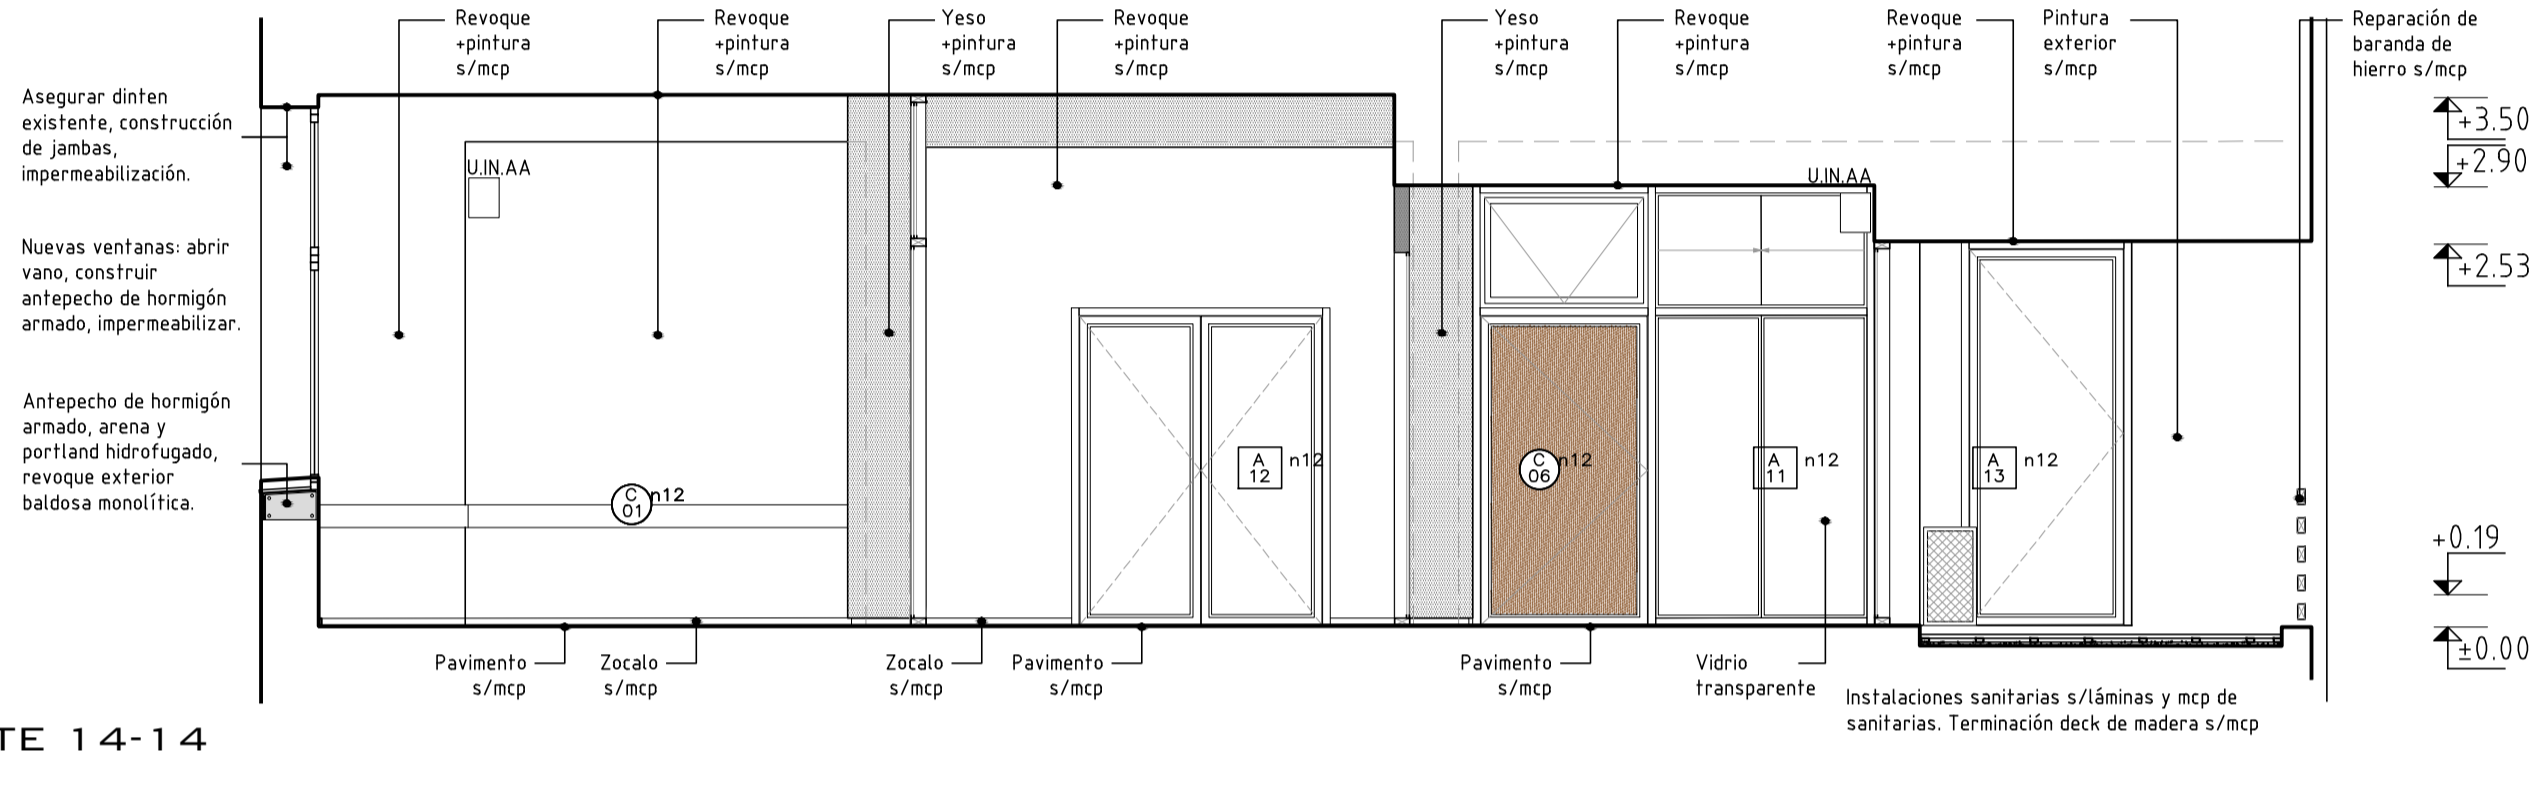 Revoque
+pintura
s/mcp
Revoque
+pintura
s/mcp
Yeso
+pintura
s/mcp
Revoque
+pintura
s/mcp
Yeso
+pintura
s/mcp
Revoque
+pintura
s/mcp
Revoque
+pintura
s/mcp
Pintura
exterior
s/mcp
Reparación de
baranda de
hierro s/mcp
Asegurar dinten
existente, construcción
de jambas,
impermeabilización.
Nuevas ventanas: abrir
vano, construir
antepecho de hormigón
armado, impermeabilizar.
Antepecho de hormigón
armado, arena y
portland hidrofugado,
revoque exterior
baldosa monolítica.
U.IN.AA
U.IN.AA
C
01
n12
A
12
n12
C
06
n12
A
11
n12
A
13
n12
+3.50
+2.90
+2.53
+0.19
±0.00
Pavimento
s/mcp
Zocalo
s/mcp
Zocalo
s/mcp
Pavimento
s/mcp
Pavimento
s/mcp
Vidrio
transparente
Instalaciones sanitarias s/láminas y mcp de
sanitarias. Terminación deck de madera s/mcp
TE 14-14